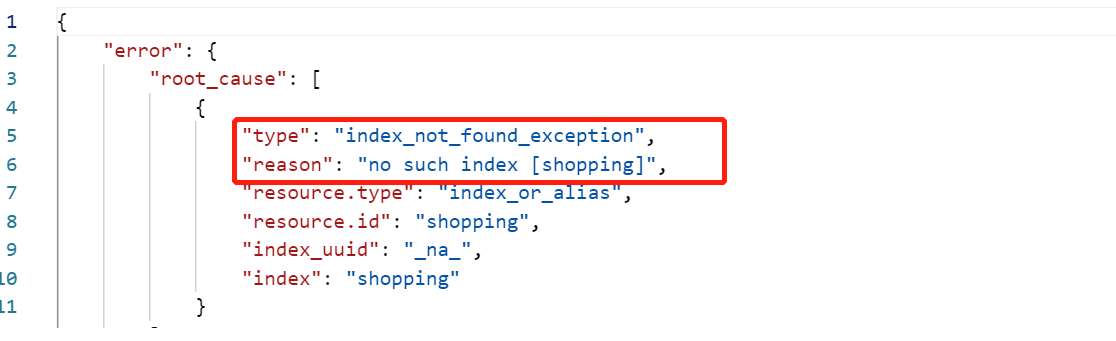 1 {
2 "error": {
3 "root_cause": [
4 {
5 "type": "index_not_found_exception",
6 "reason": "no such index [shopping]",
7 "resource.type": "index_or_alias",
8 "resource.id": "shopping",
9 "index_uuid": "_na_",
10 "index": "shopping"
11 }